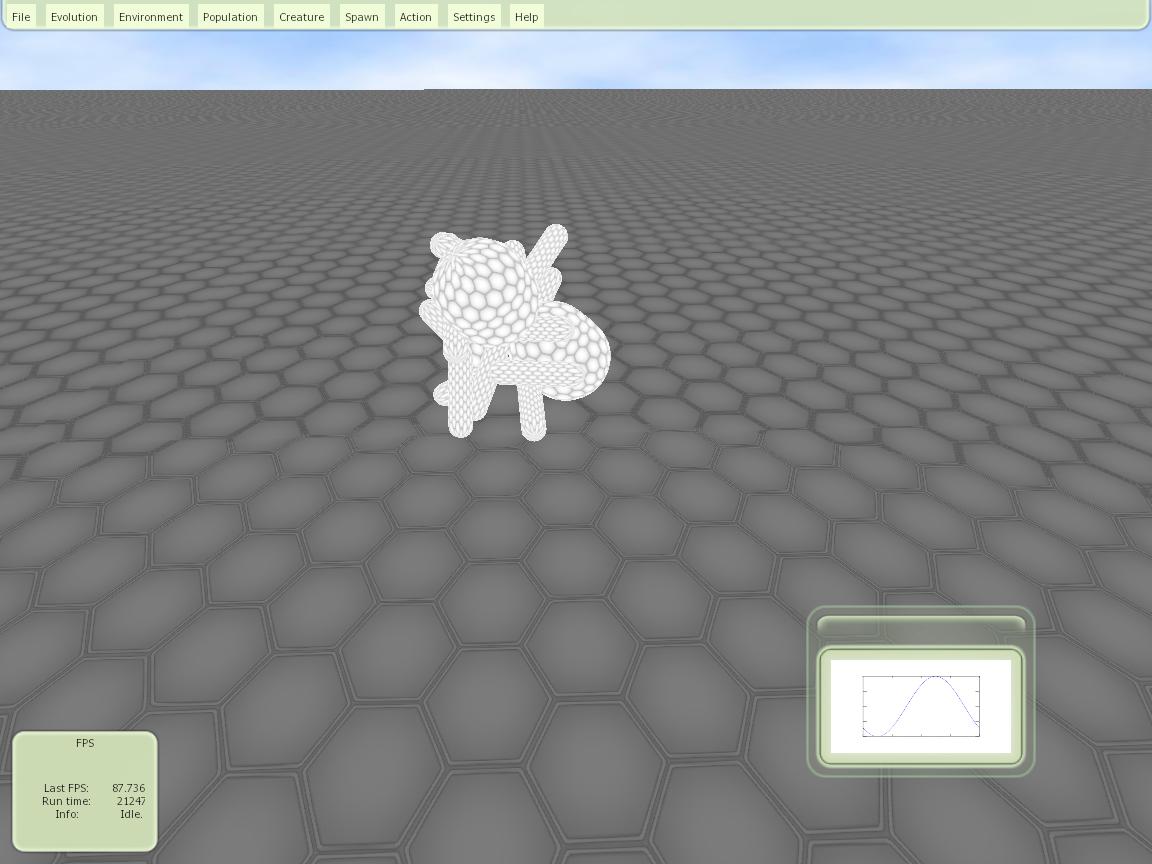 File Evolution Environment Population Creature Spawn Action Settings Help
FPS
Last FPS: 87.736
Run time: 21247
Info: Idle.